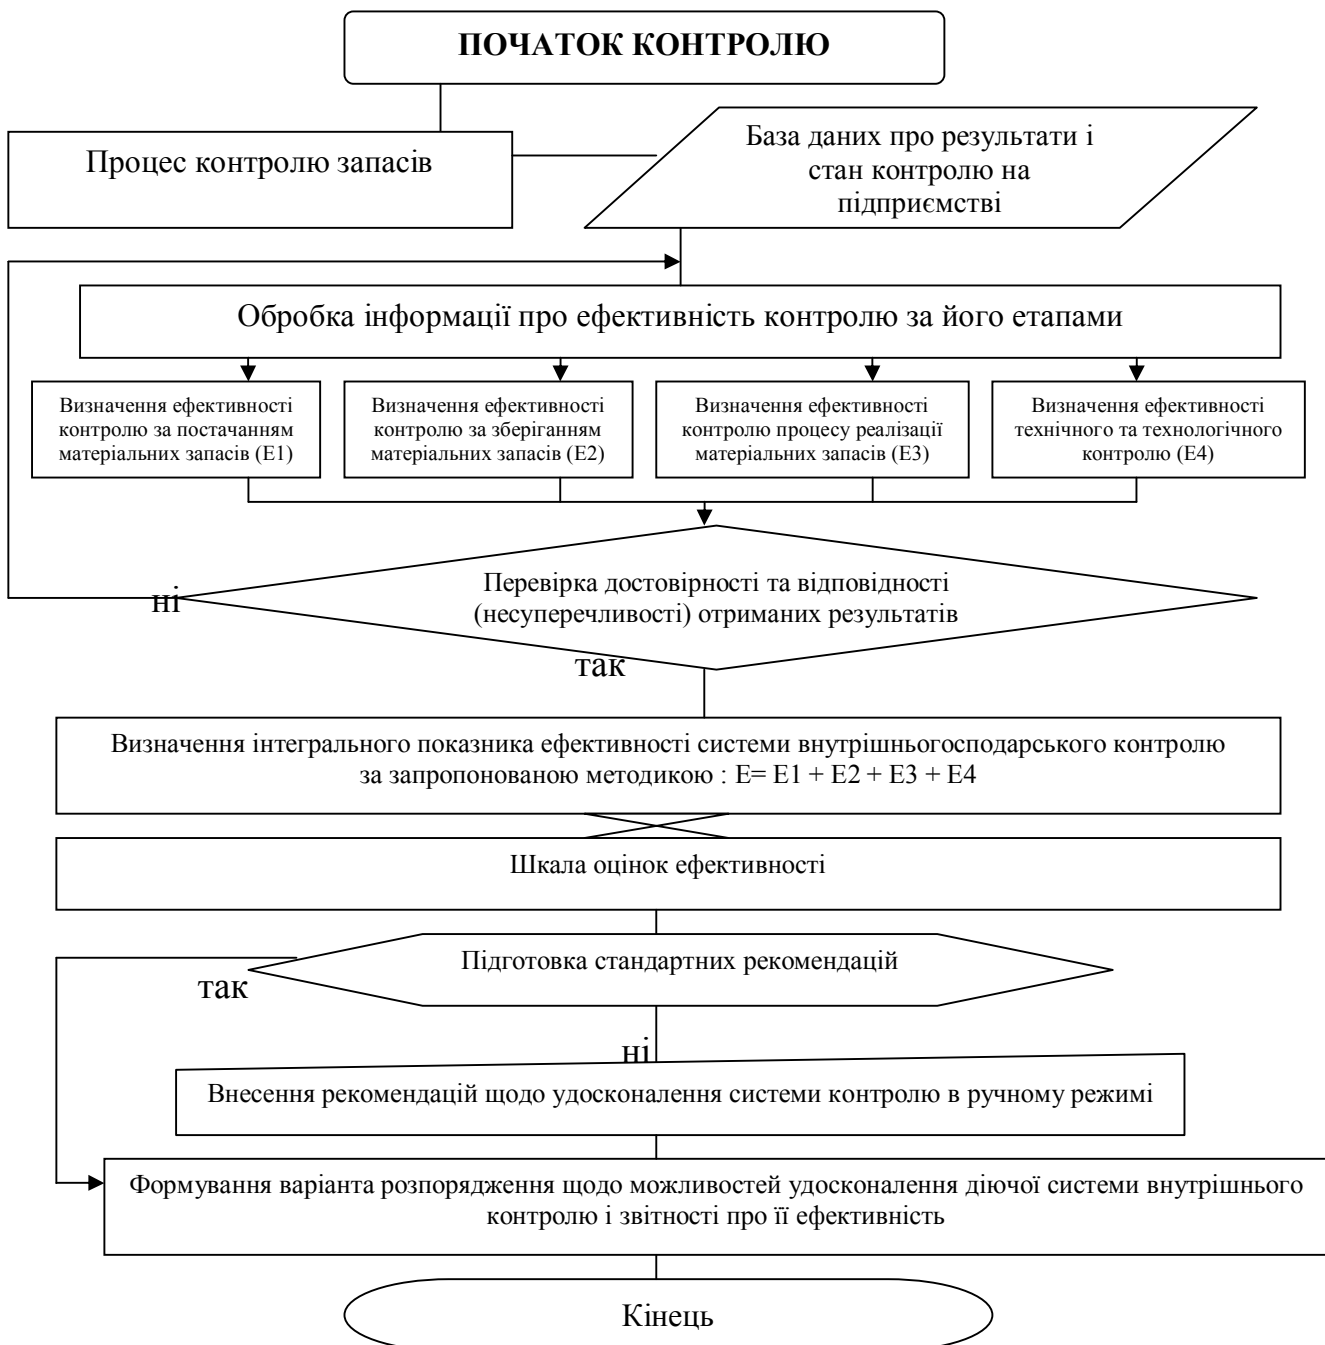 ПОЧАТОК КОНТРОЛЮ
Процес контролю запасів
База даних про результати і
стан контролю на
підприємстві
Обробка інформації про ефективність контролю за його етапами
Визначення ефективності
контролю за постачанням
матеріальних запасів (Е1)
Визначення ефективності
контролю за зберіганням
матеріальних запасів (Е2)
Визначення ефективності
контролю процесу реалізації
матеріальних запасів (Е3)
Визначення ефективності
технічного та технологічного
контролю (Е4)
Перевірка достовірності та відповідності
(несуперечливості) отриманих результатів
ні
так
Визначення інтегрального показника ефективності системи внутрішньогосподарського контролю
за запропонованою методикою : Е= Е1 + Е2 + Е3 + Е4
Шкала оцінок ефективності
Підготовка стандартних рекомендацій
так
ні
Внесення рекомендацій щодо удосконалення системи контролю в ручному режимі
Формування варіанта розпорядження щодо можливостей удосконалення діючої системи внутрішнього
контролю і звітності про її ефективність
Кінець